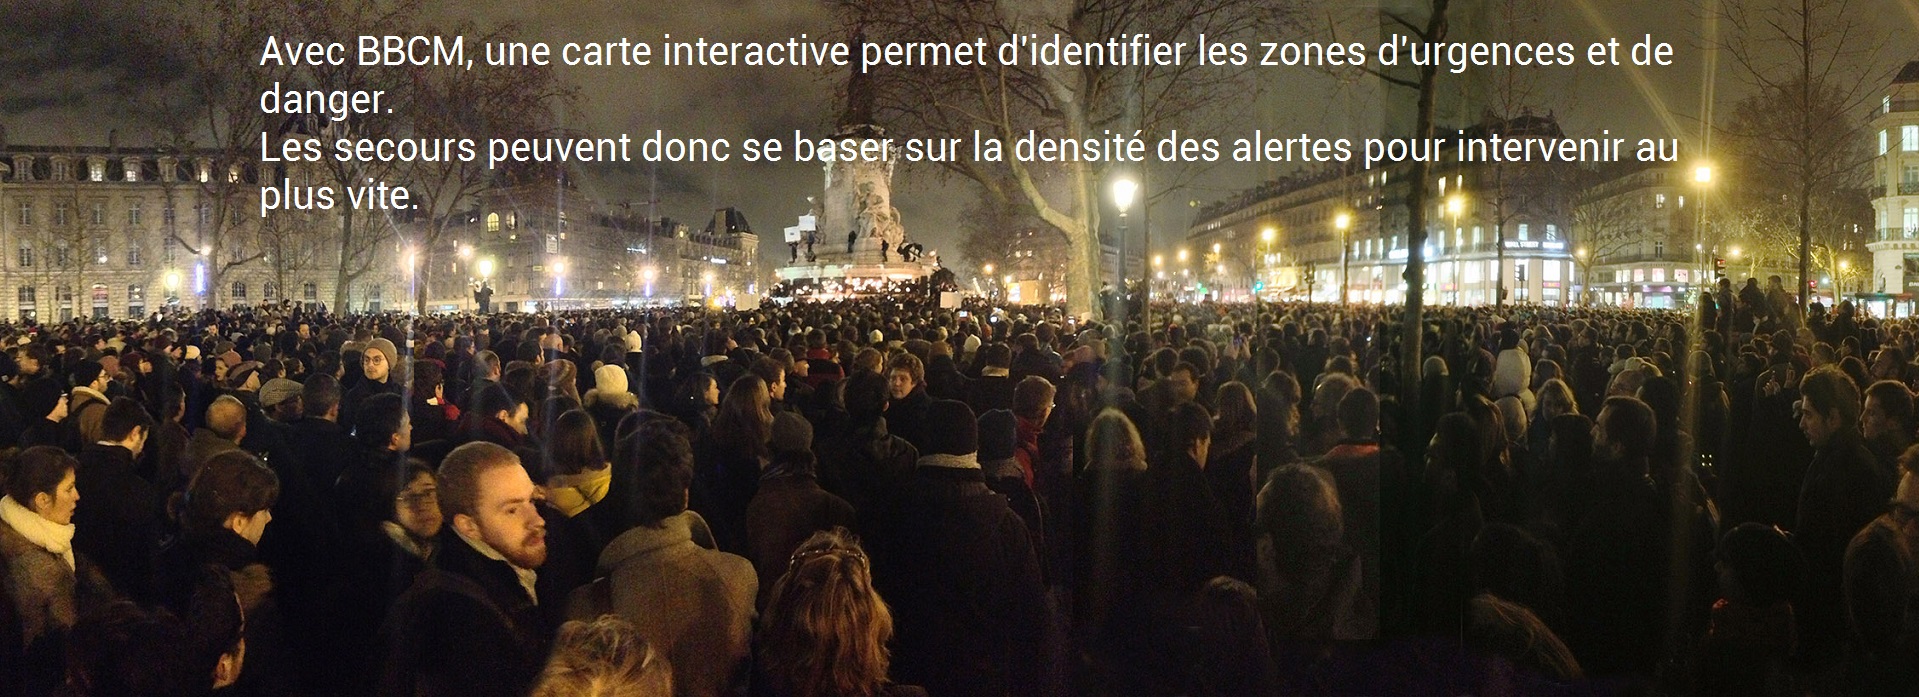 Avec BBCM, une carte interactive permet d'identifier les zones d'urgences et de
danger.
Les secours peuvent donc se baser sur la densité des alertes pour intervenir au
plus vite.